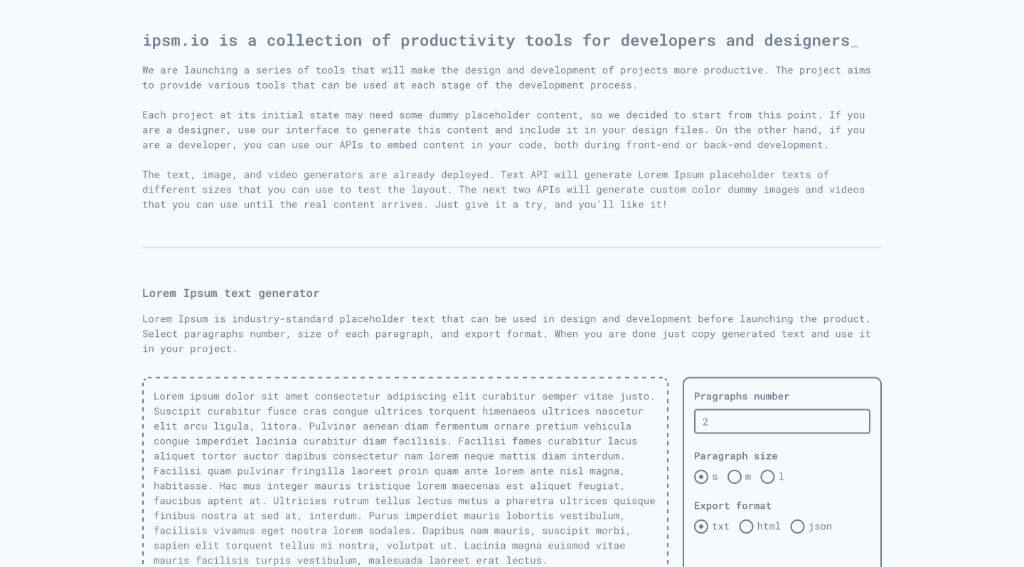 ipsm.io is a collection of productivity tools for developers and designers_
We are launching a series of tools that will make the design and development of projects more productive. The project aims
to provide various tools that can be used at each stage of the development process.
Each project at its initial state may need some dummy placeholder content, so we decided to start from this point. If you
are a designer, use our interface to generate this content and include it in your design files. On the other hand, if you
are a developer, you can use our APIs to embed content in your code, both during front-end or back-end development.
The text, image, and video generators are already deployed. Text API will generate Lorem Ipsum placeholder texts of
different sizes that you can use to test the layout. The next two APIs will generate custom color dummy images and videos
that you can use until the real content arrives. Just give it a try, and you'll like it!
Lorem Ipsum text generator
Lorem Ipsum is industry-standard placeholder text that can be used in design and development before launching the product.
Select paragraphs number, size of each paragraph, and export format. When you are done just copy generated text and use it
in your project.
Lorem ipsum dolor sit amet consectetur adipiscing elit curabitur semper vitae justo.
Suscipit curabitur fusce cras congue ultrices torquent himenaeos ultrices nascetur
elit arcu ligula, litora. Pulvinar aenean diam fermentum ornare pretium vehicula
congue imperdiet lacinia curabitur diam facilisis. Facilisi fames curabitur lacus
aliquet tortor auctor dapibus consectetur nam lorem neque mattis diam interdum.
Facilisi quam pulvinar fringilla laoreet proin quam ante lorem ante nisl magna,
habitasse. Hac mus integer mauris tristique lorem maecenas est aliquet feugiat,
faucibus aptent at. Ultricies rutrum tellus lectus metus a pharetra ultrices quisque
finibus nostra at sed at, interdum. Purus imperdiet mauris lobortis vestibulum,
facilisis vivamus eget nostra lorem sodales. Dapibus nam mauris, suscipit morbi,
sapien elit torquent tellus mi nostra, volutpat ut. Lacinia magna euismod vitae
mauris facilisis turpis vestibulum, malesuada laoreet erat lectus.
Pragraphs number
2
Paragraph size
s m l
Export format
txt html json